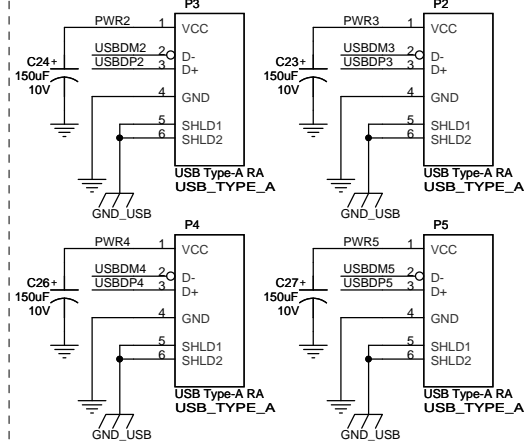 P3
PWR2 1 VCC
C24+
150uF
10V
USBDM2 2 D-
USBDP2 3 D+
4 GND
5 SHLD1
6 SHLD2
USB Type-A RA
USB_TYPE_A
GND_USB
P2
PWR3 1 VCC
C23+
150uF
10V
USBDM3 2 D-
USBDP3 3 D+
4 GND
5 SHLD1
6 SHLD2
USB Type-A RA
USB_TYPE_A
GND_USB
P4
PWR4 1 VCC
C26+
150uF
10V
USBDM4 2 D-
USBDP4 3 D+
4 GND
5 SHLD1
6 SHLD2
USB Type-A RA
USB_TYPE_A
GND_USB
P5
PWR5 1 VCC
C27+
150uF
10V
USBDM5 2 D-
USBDP5 3 D+
4 GND
5 SHLD1
6 SHLD2
USB Type-A RA
USB_TYPE_A
GND_USB